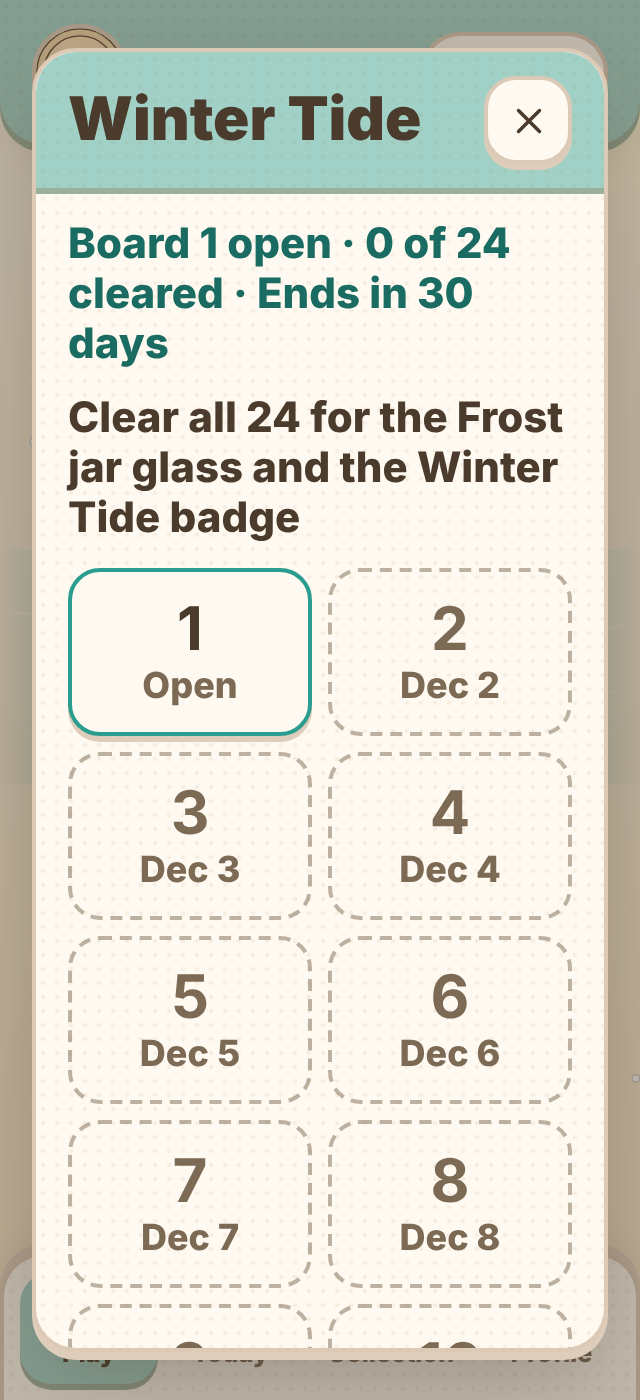 Winter Tide
Board 1 open · 0 of 24
cleared · Ends in 30
days
Clear all 24 for the Frost
jar glass and the Winter
Tide badge
1
Open
2
Dec 2
3
Dec 3
4
Dec 4
5
Dec 5
6
Dec 6
7
Dec 7
8
Dec 8